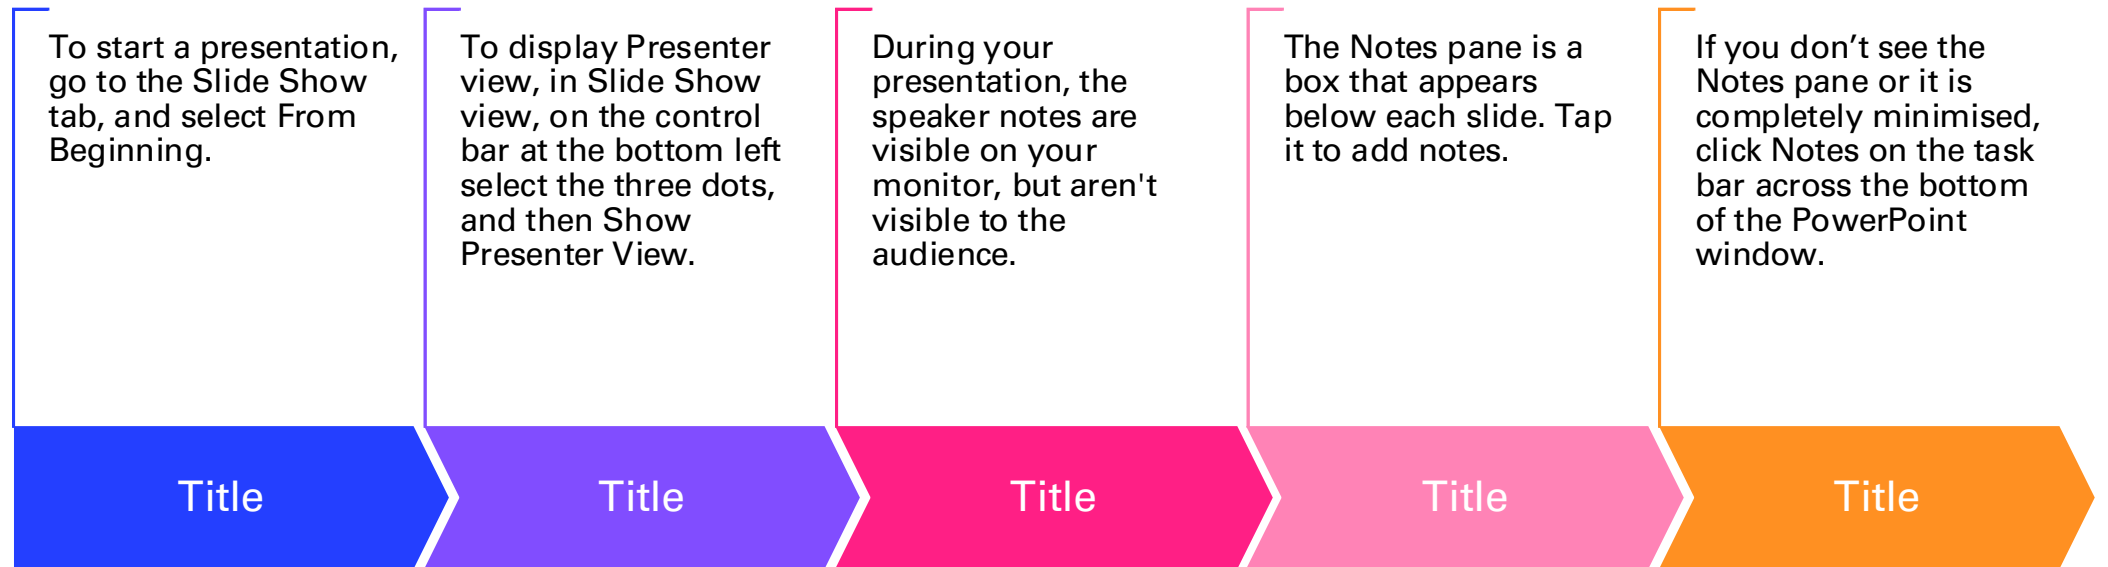 To start a presentation,
go to the Slide Show
tab, and select From
Beginning.
To display Presenter
view, in Slide Show
view, on the control
bar at the bottom left
select the three dots,
and then Show
Presenter View.
During your
presentation, the
speaker notes are
visible on your
monitor, but aren't
visible to the
audience.
The Notes pane is a
box that appears
below each slide. Tap
it to add notes.
If you don’t see the
Notes pane or it is
completely minimised,
click Notes on the task
bar across the bottom
of the PowerPoint
window.
Title
Title
Title
Title
Title